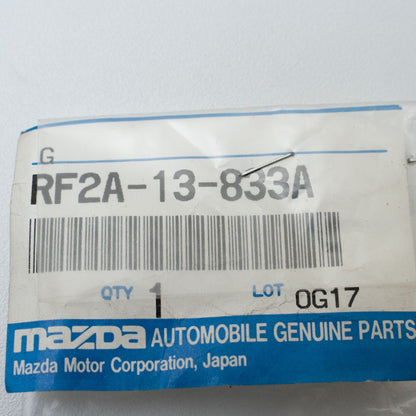 G
RF2A-13-833A
QTY 1 LOT 0G17
mazda AUTOMOBILE GENUINE PARTS
Mazda Motor Corporation, Japan